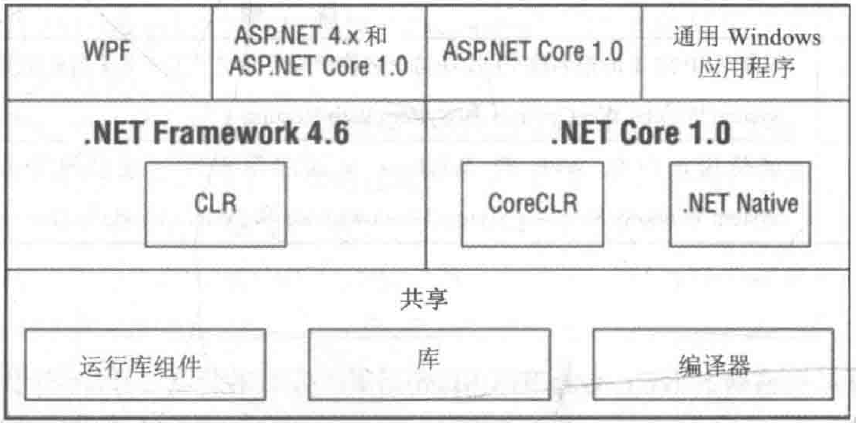 WPF
ASP.NET 4.x 和
ASP.NET Core 1.0
ASP.NET Core 1.0
通用 Windows
应用程序
.NET Framework 4.6
.NET Core 1.0
CLR
CoreCLR
.NET Native
共享
运行库组件
库
编译器